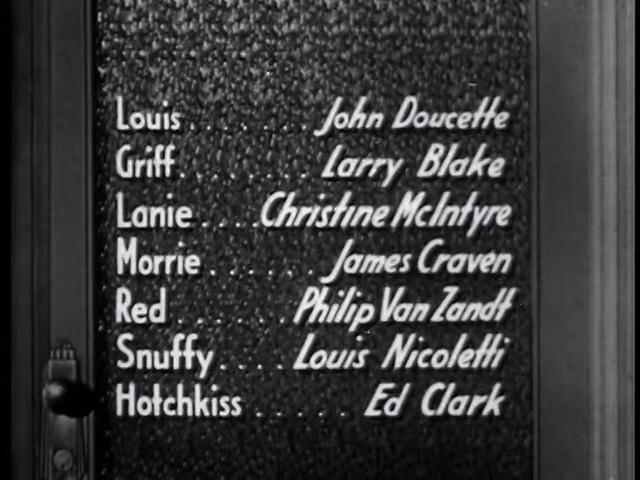 Louis . . . . . . . John Doucette
Griff. . . . . . . . Larry Blake
Lanie . . . . Christine McIntyre
Morrie . . . . . . James Craven
Red . . . . . . Philip Van Zandt
Snuffy . . . . Louis Nicoletti
Hotchkiss . . . . . Ed Clark